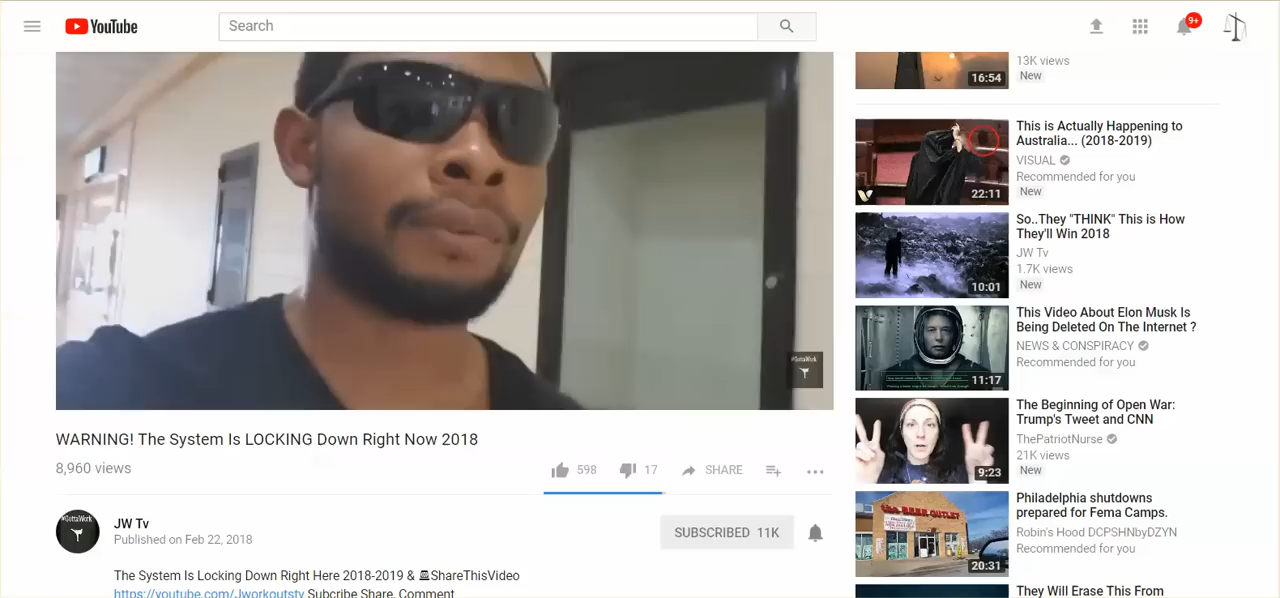 YouTube
Search
9+
#GottaWork
WARNING! The System Is LOCKING Down Right Now 2018
8,960 views
598
17
SHARE
#GottaWork
JW Tv
Published on Feb 22, 2018
SUBSCRIBED 11K
The System Is Locking Down Right Here 2018-2019 & ShareThisVideo
https://youtube.com/Jworkoutstv Subcribe Share, Comment
16:54
13K views
New
22:11
This is Actually Happening to
Australia... (2018-2019)
VISUAL
Recommended for you
New
10:01
So..They "THINK" This is How
They'll Win 2018
JW Tv
1.7K views
New
11:17
This Video About Elon Musk Is
Being Deleted On The Internet ?
NEWS & CONSPIRACY
Recommended for you
9:23
The Beginning of Open War:
Trump's Tweet and CNN
ThePatriotNurse
21K views
New
BEER OUTLET
20:31
Philadelphia shutdowns
prepared for Fema Camps.
Robin's Hood DCPSHNbyDZYN
Recommended for you
They Will Erase This From